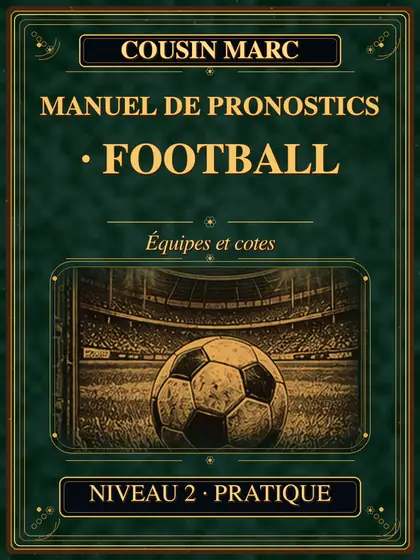 COUSIN MARC
MANUEL DE PRONOSTICS
· FOOTBALL
Équipes et cotes
NIVEAU 2 · PRATIQUE